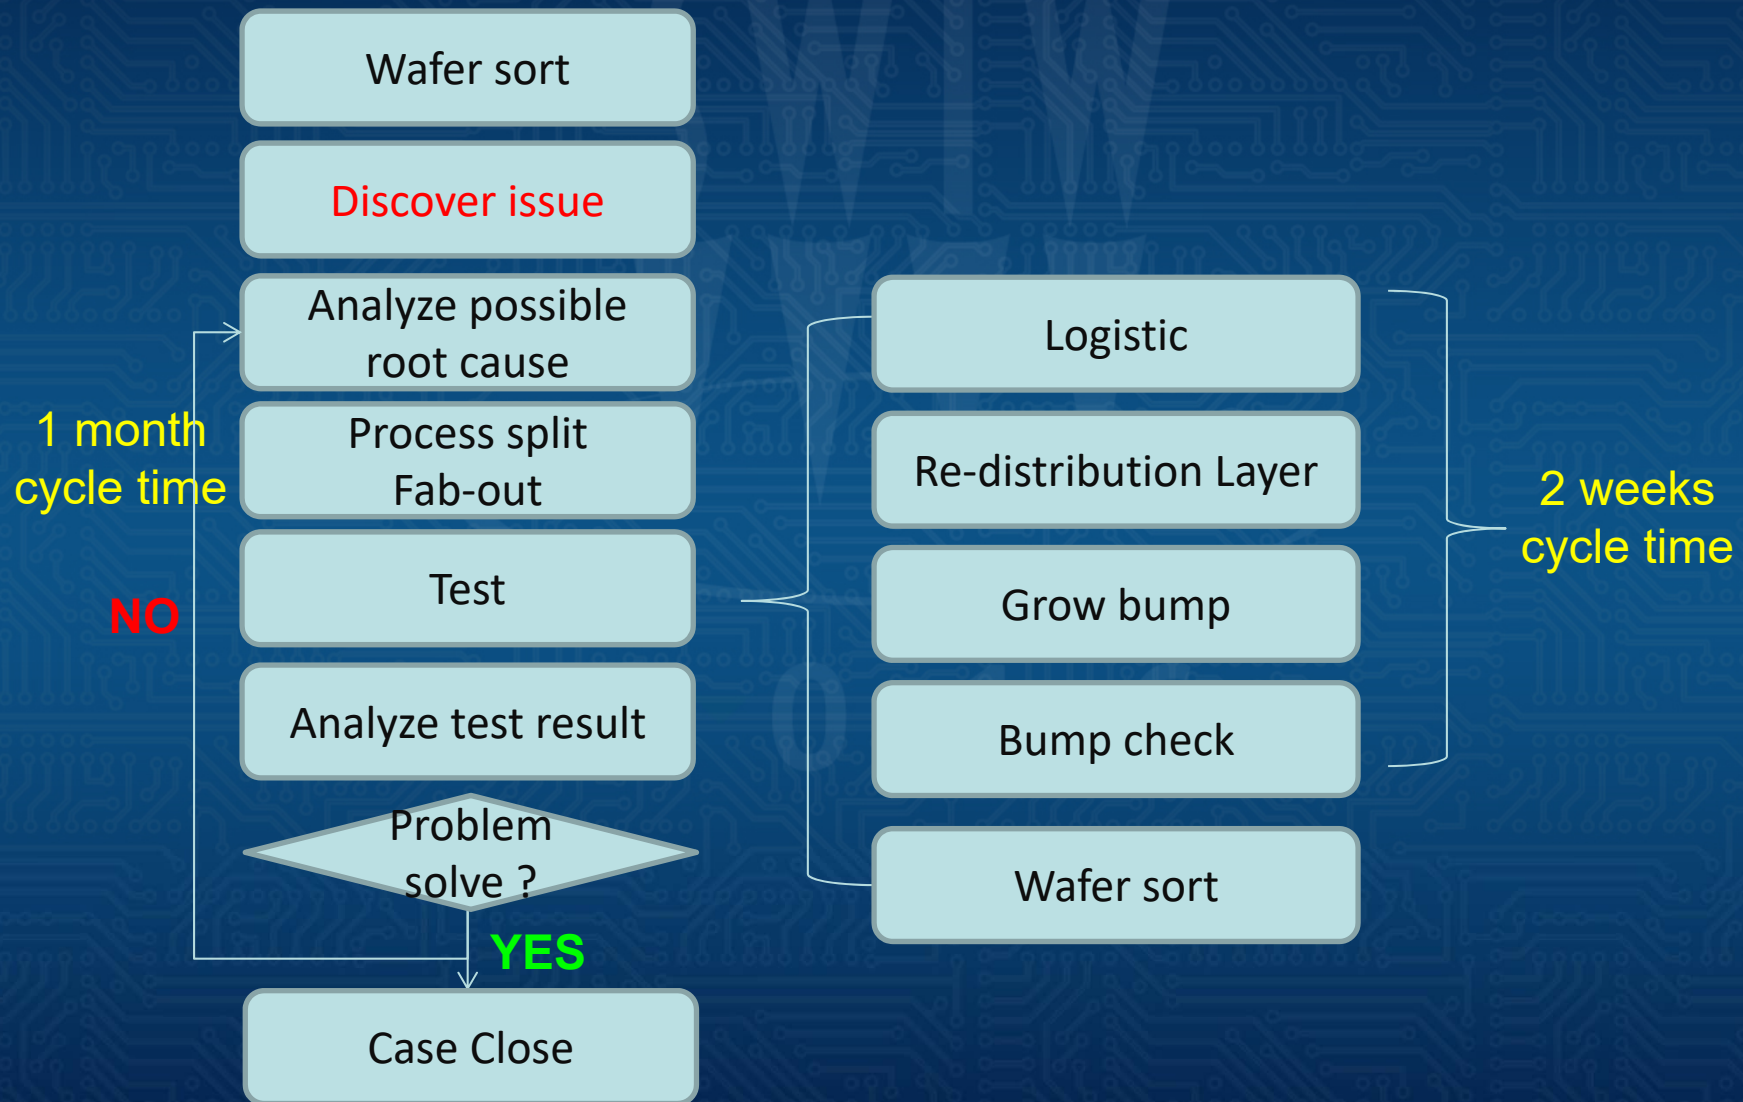 Wafer sort
Discover issue
Analyze possible
root cause
1 month
cycle time
Process split
Fab-out
Test
NO
Analyze test result
Problem
solve ?
YES
Case Close
Logistic
Re-distribution Layer
Grow bump
Bump check
Wafer sort
2 weeks
cycle time